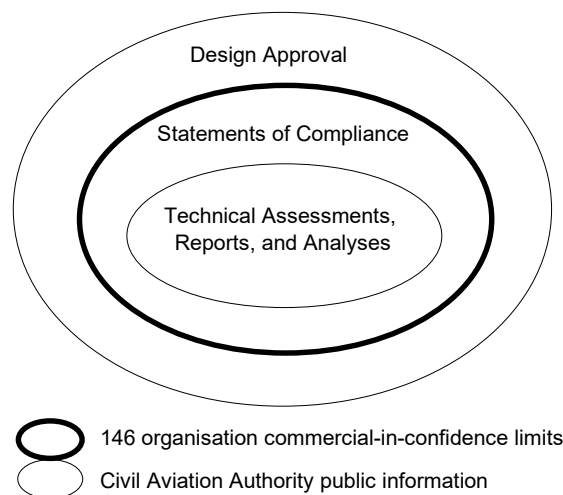 Design Approval
Statements of Compliance
Technical Assessments,
Reports, and Analyses
146 organisation commercial-in-confidence limits
Civil Aviation Authority public information